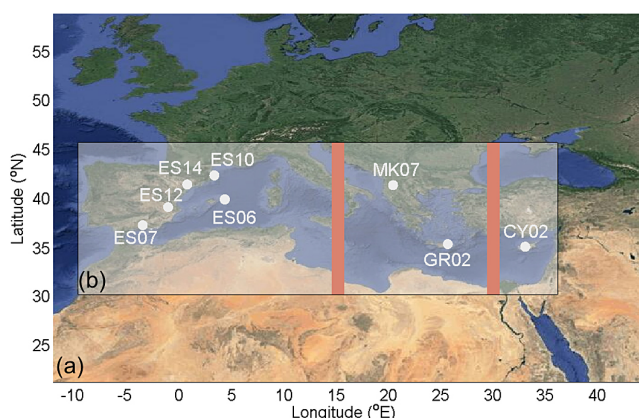 55
50
45
40
35
30
25
Latitude (ºN)
ES14
ES10
ES12
ES06
ES07
MK07
GR02
CY02
(b)
(a)
-10 -5 0 5 10 15 20 25 30 35 40
Longitude (ºE)